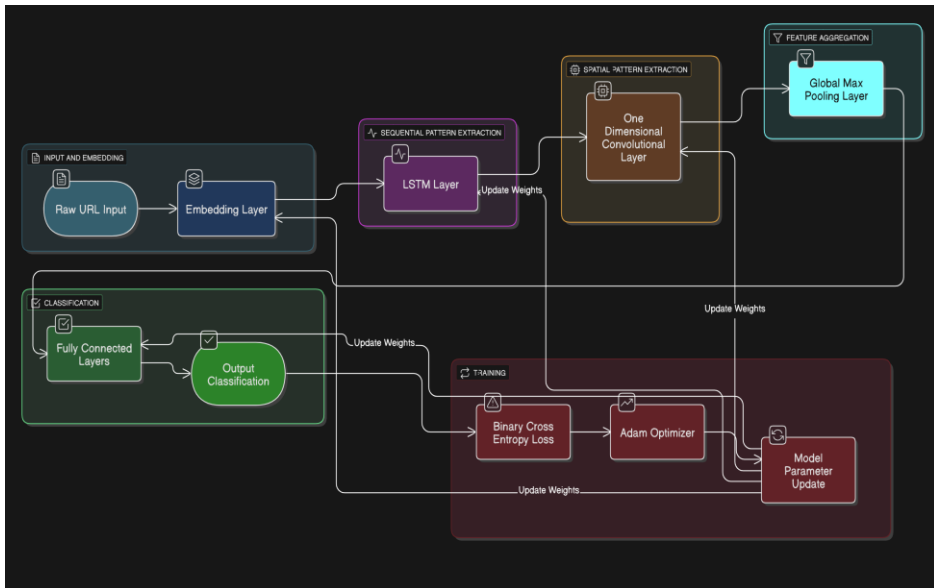 FEATURE AGGREGATION
Global Max
Pooling Layer
SPATIAL PATTERN EXTRACTION
One
Dimensional
Convolutional
Layer
SEQUENTIAL PATTERN EXTRACTION
LSTM Layer
Update Weights
INPUT AND EMBEDDING
Raw URL Input
Embedding Layer
CLASSIFICATION
Fully Connected
Layers
Output
Classification
Update Weights
Update Weights
TRAINING
Binary Cross
Entropy Loss
Adam Optimizer
Model
Parameter
Update
Update Weights